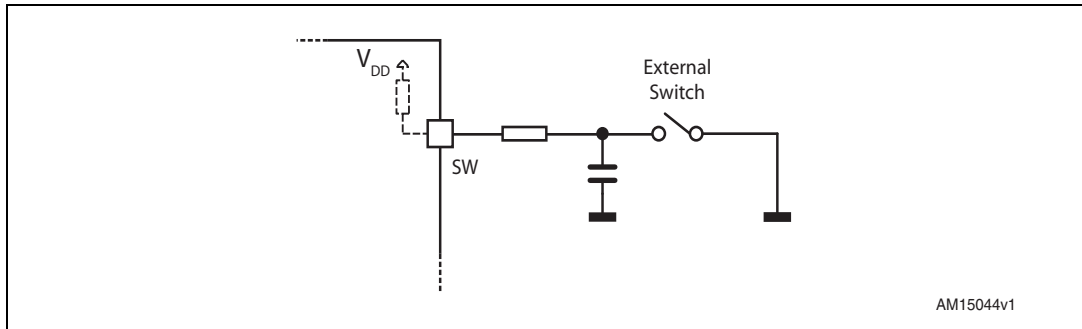 V_DD
External
Switch
SW
AM15044v1